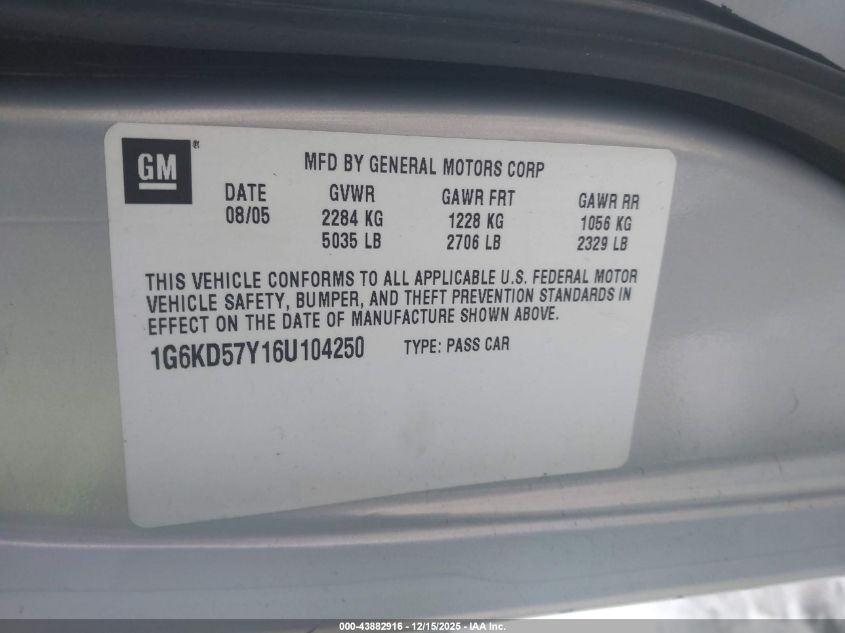 GM®
MFD BY GENERAL MOTORS CORP
DATE GVWR GAWR FRT GAWR RR
08/05 2284 KG 1228 KG 1056 KG
5035 LB 2706 LB 2329 LB
THIS VEHICLE CONFORMS TO ALL APPLICABLE U.S. FEDERAL MOTOR
VEHICLE SAFETY, BUMPER, AND THEFT PREVENTION STANDARDS IN
EFFECT ON THE DATE OF MANUFACTURE SHOWN ABOVE.
1G6KD57Y16U104250 TYPE: PASS CAR
000-43882916 - 12/15/2025 - IAA Inc.